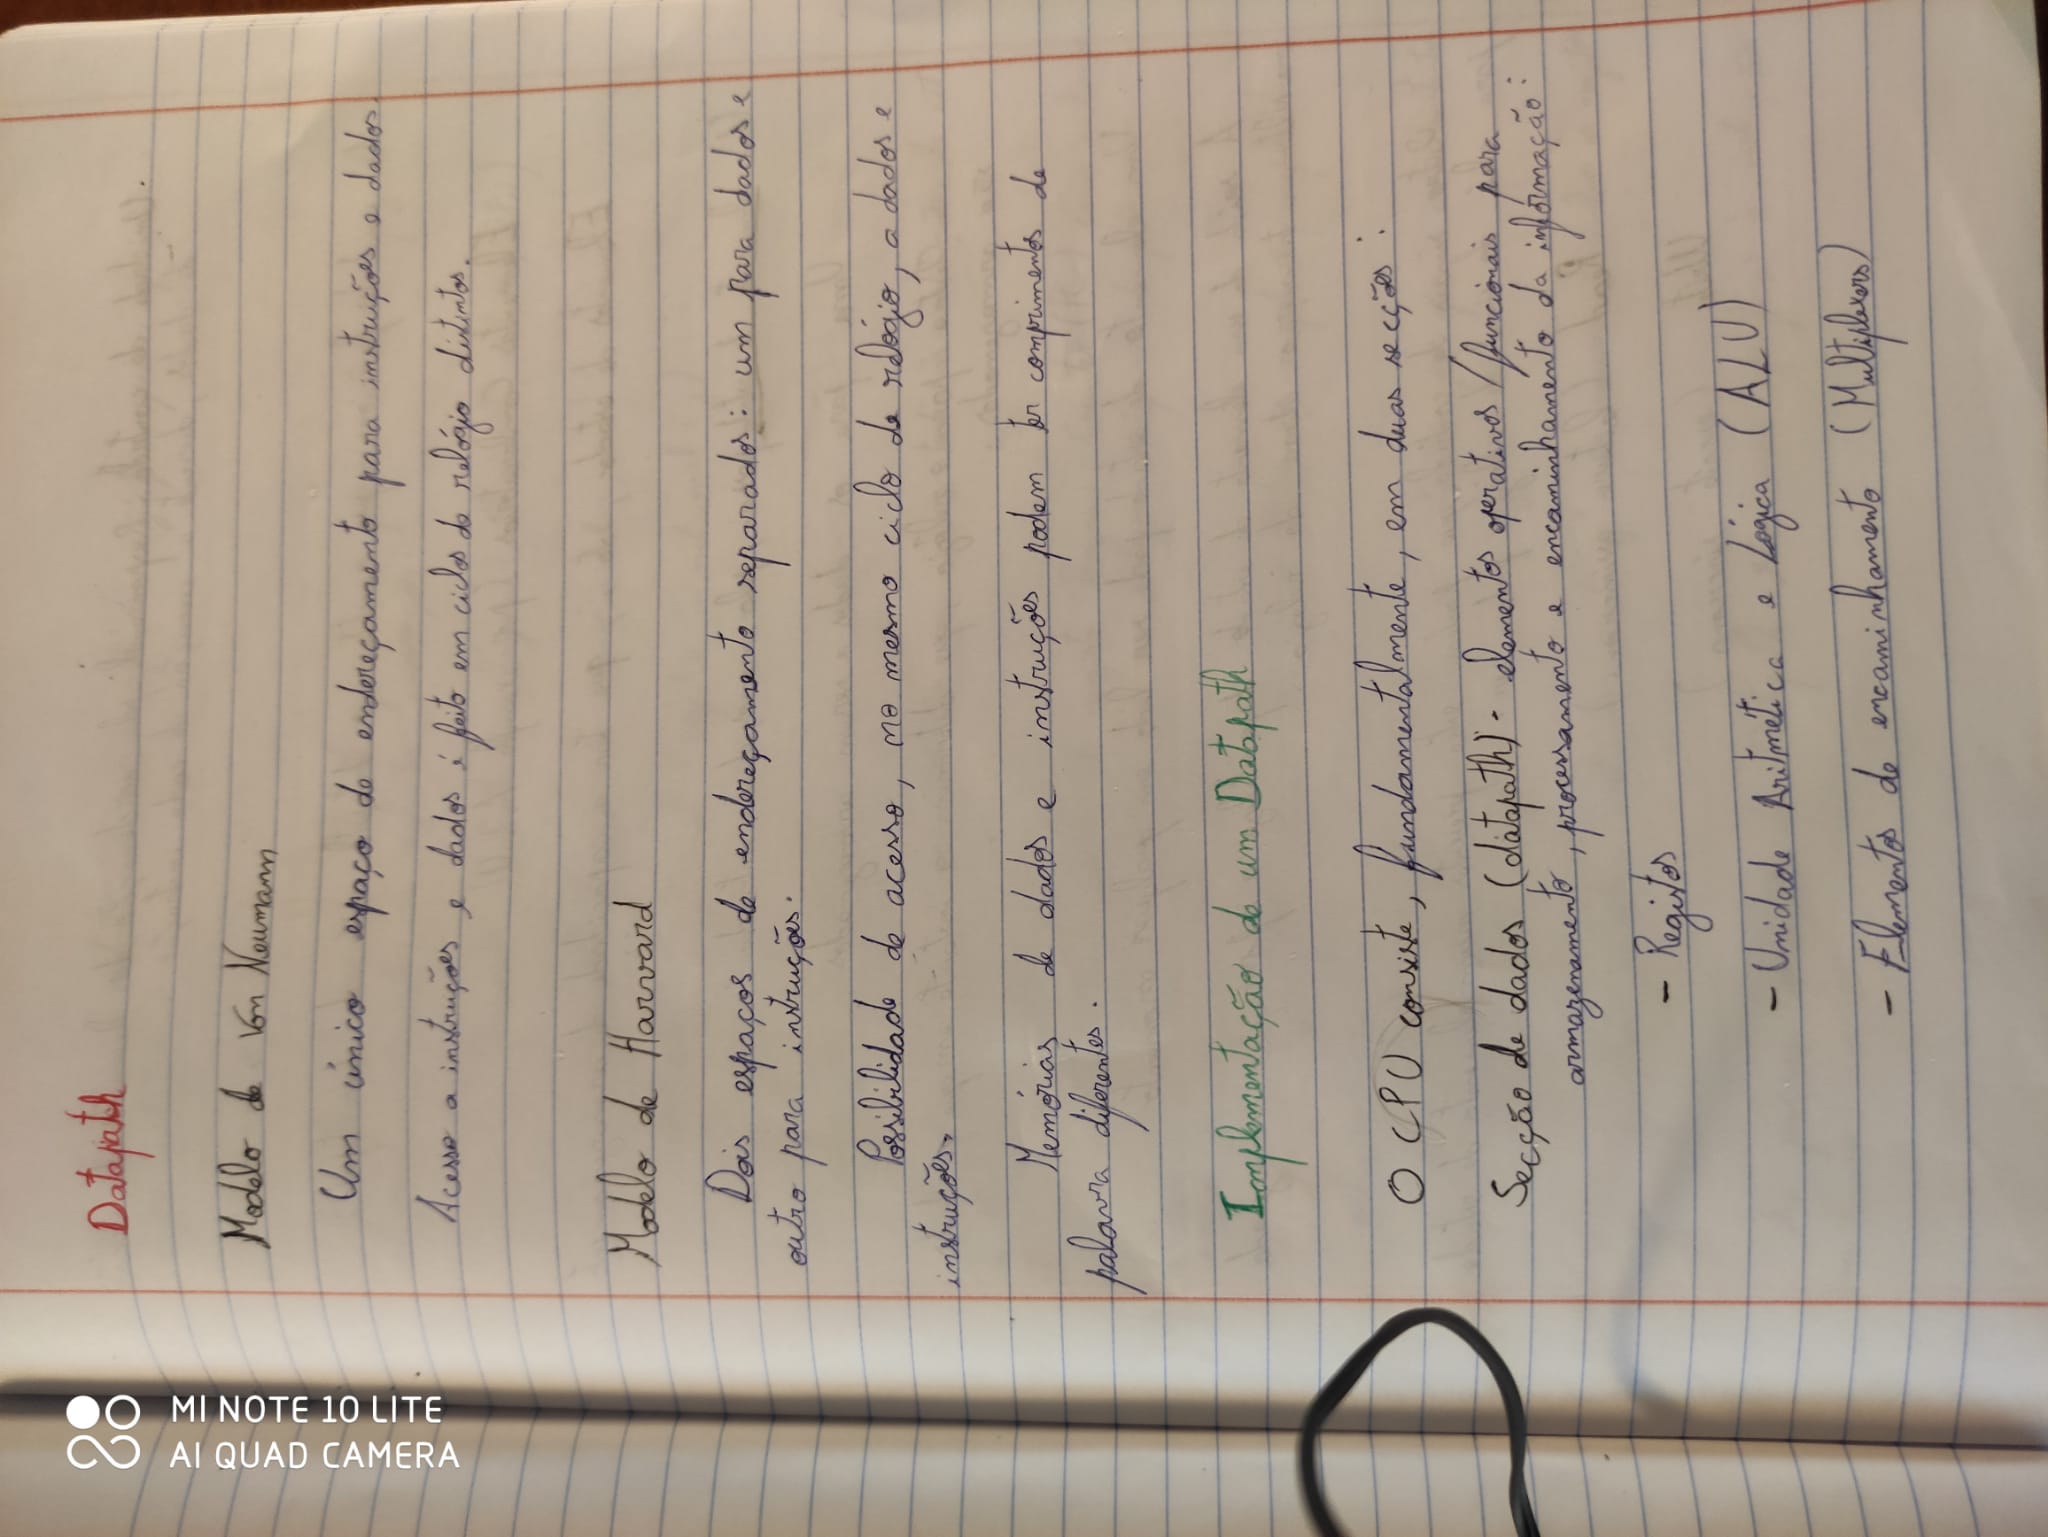 Datapath
Modelo de Von Neumann
Um único espaço de endereçamento para instruções e dados.
Acesso a instruções e dados é feito em ciclos de relógio distintos.
Modelo de Harvard
Dois espaços de endereçamento separados: um para dados e
outro para instruções.
Possibilidade de acesso, no mesmo ciclo de relógio, a dados e
instruções.
Memórias de dados e instruções podem ter comprimentos de
palavra diferentes.
Implementação de um Datapath
O CPU consiste, fundamentalmente, em duas secções:
Secção de dados (datapath) - elementos operativos / funcionais para
armazenamento, processamento e encaminhamento da informação:
- Registos
- Unidade Aritmética e Lógica (ALU)
- Elementos de encaminhamento (Multiplexers)
MI NOTE 10 LITE
AI QUAD CAMERA